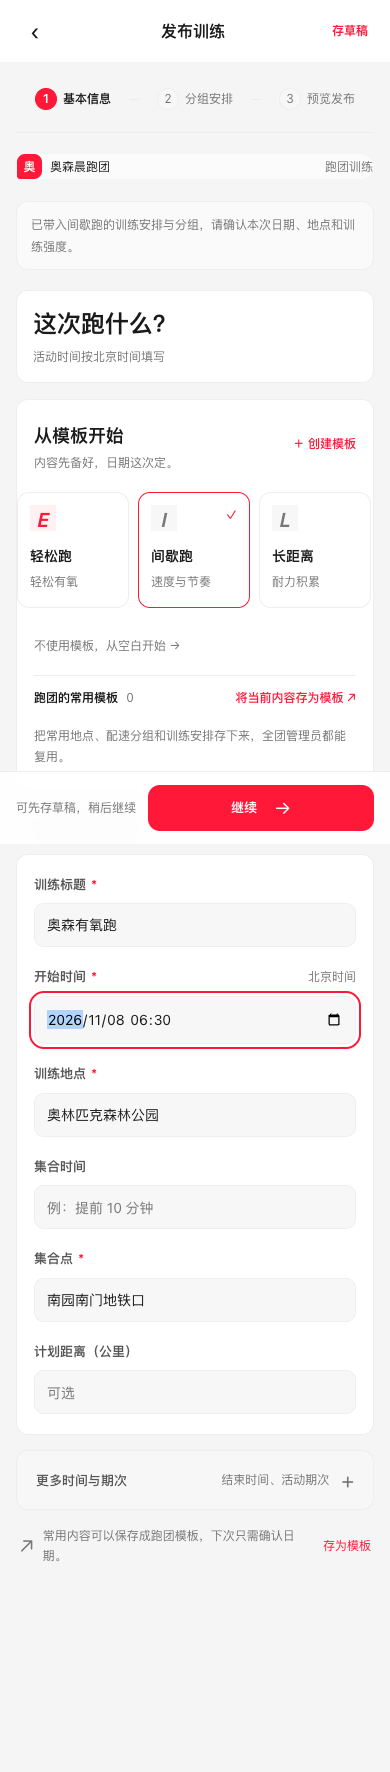 ‹ 发布训练 存草稿
1 基本信息 2 分组安排 3 预览发布
奥 奥森晨跑团 跑团训练
已带入间歇跑的训练安排与分组，请确认本次日期、地点和训
练强度。
这次跑什么?
活动时间按北京时间填写
从模板开始
+ 创建模板
内容先备好，日期这次定。
E I ✓ L
轻松跑 间歇跑 长距离
轻松有氧 速度与节奏 耐力积累
不使用模板，从空白开始 →
跑团的常用模板 0 将当前内容存为模板 ↗
把常用地点、配速分组和训练安排存下来，全团管理员都能
复用。
可先存草稿，稍后继续 继续 →
训练标题 *
奥森有氧跑
开始时间 * 北京时间
2026/11/08 06:30
训练地点 *
奥林匹克森林公园
集合时间
例：提前 10 分钟
集合点 *
南园南门地铁口
计划距离（公里）
可选
更多时间与期次 结束时间、活动期次 +
↗ 常用内容可以保存成跑团模板，下次只需确认日
期。
存为模板